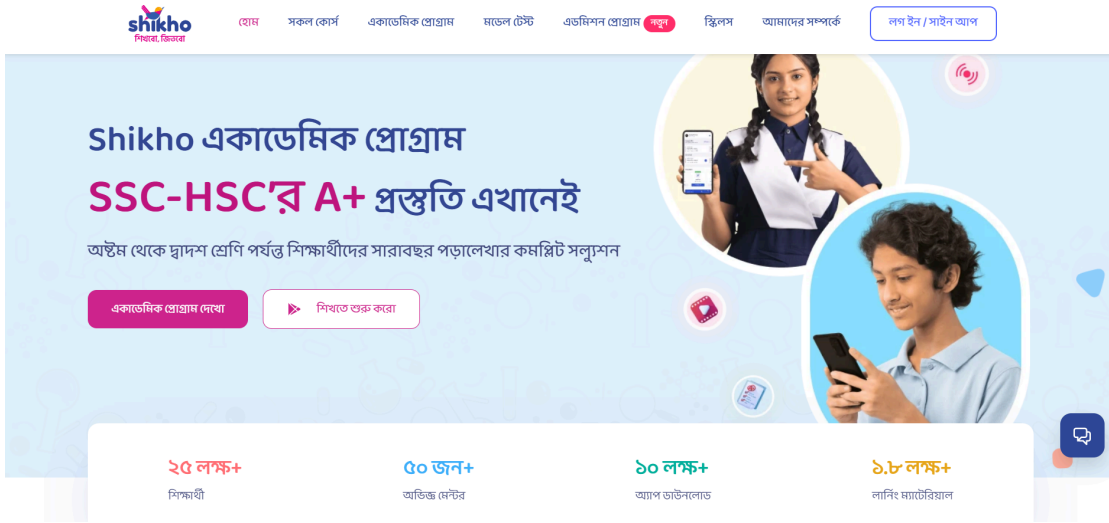 shikho
শিখবো, জিতবো
হোম
সকল কোর্স
একাডেমিক প্রোগ্রাম
মডেল টেস্ট
এডমিশন প্রোগ্রাম নতুন
স্কিলস
আমাদের সম্পর্কে
লগ ইন / সাইন আপ
Shikho একাডেমিক প্রোগ্রাম
SSC-HSC'র A+ প্রস্তুতি এখানেই
অষ্টম থেকে দ্বাদশ শ্রেণি পর্যন্ত শিক্ষার্থীদের সারাবছর পড়ালেখার কমপ্লিট সল্যুশন
একাডেমিক প্রোগ্রাম দেখো
শিখতে শুরু করো
২৫ লক্ষ+
শিক্ষার্থী
৫০ জন+
অভিজ্ঞ মেন্টর
১০ লক্ষ+
অ্যাপ ডাউনলোড
১.৮ লক্ষ+
লার্নিং ম্যাটেরিয়াল